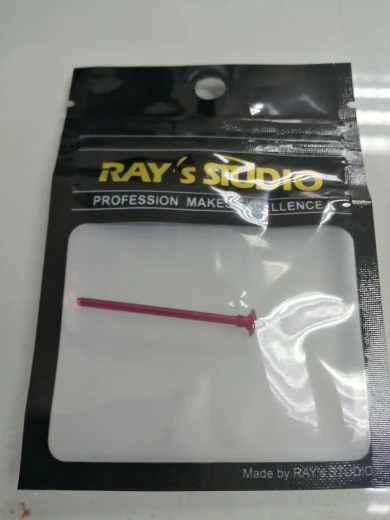 RAY's STUDIO
PROFESSION MAKES EXCELLENCE
Made by RAY's STUDIO